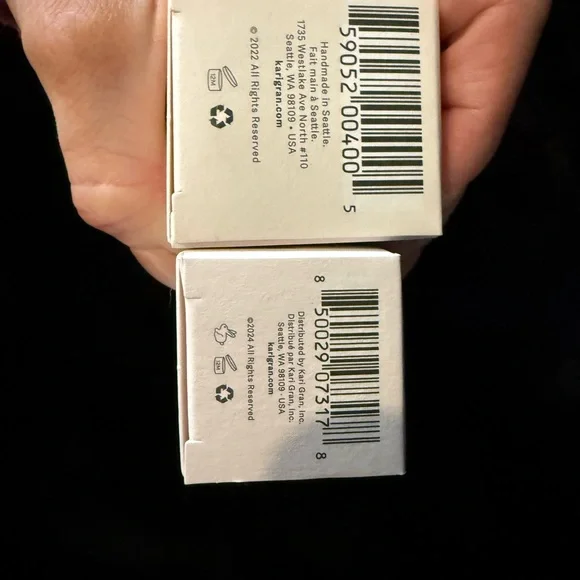 59052 00400 5
Handmade in Seattle.
Fait main à Seattle.
1735 Westlake Ave North #110
Seattle, WA 98109 • USA
karigran.com
© 2022 All Rights Reserved
12M
8 50029 07317 8
Distributed by Kari Gran, Inc.
Distribué par Kari Gran, Inc.
Seattle, WA 98109 · USA
karigran.com
©2024 All Rights Reserved
12M